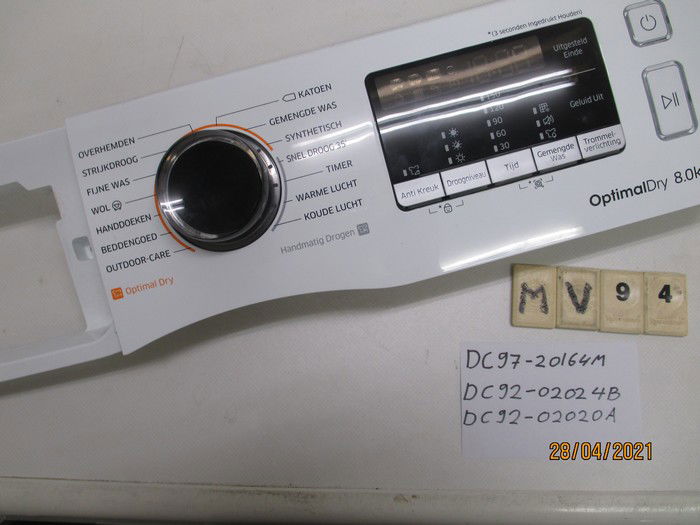 *(3 seconden ingedrukt Houden)
Uitgesteld
Einde
Geluid Uit
120
90
60
30
Anti Kreuk
Droogniveau
Tijd
Gemengde
Was
Trommel-
verlichting
OptimalDry 8.0k
KATOEN
GEMENGDE WAS
SYNTHETISCH
SNEL DROOG 35'
TIMER
WARME LUCHT
KOUDE LUCHT
Handmatig Drogen
OVERHEMDEN
STRIJKDROOG
FIJNE WAS
WOL
HANDDOEKEN
BEDDENGOED
OUTDOOR-CARE
Optimal Dry
MV94
DC97-20164M
DC92-02024B
DC92-02020A
28/04/2021